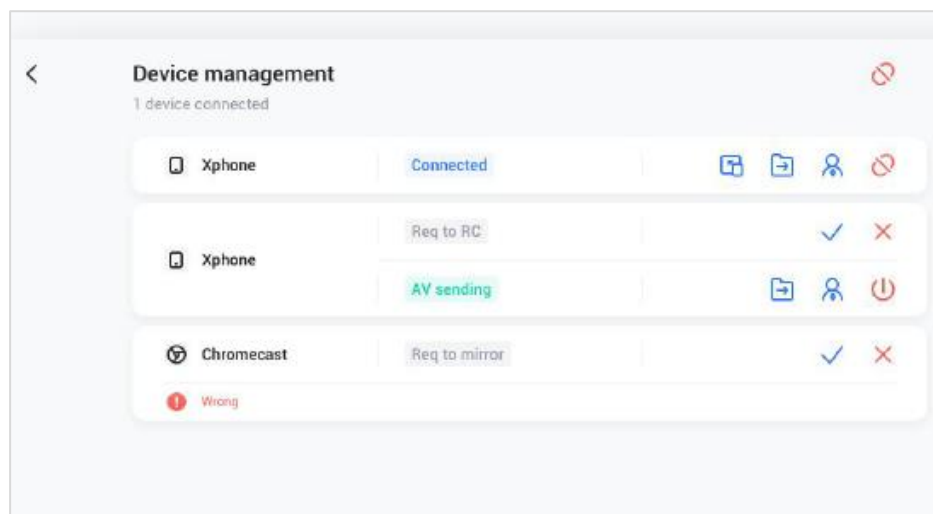 Device management
1 device connected
Xphone Connected
Req to RC
Xphone
AV sending
Chromecast Req to mirror
Wrong